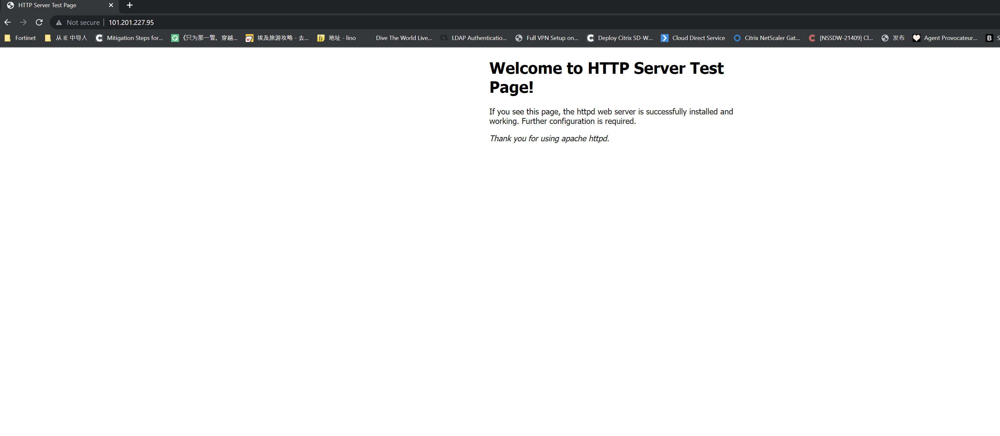 HTTP Server Test Page
Not secure 101.201.227.95
Fortinet 从 IE 中导入 Mitigation Steps for... 《只为那一瞥，穿越... 埃及旅游攻略 - 去... 地址 - lino Dive The World Live... CS LDAP Authenticatio... Full VPN Setup on... Deploy Citrix SD-W... Cloud Direct Service Citrix NetScaler Gat... [NSSDW-21409] Cl... 发布 Agent Provocateur... B S
Welcome to HTTP Server Test
Page!
If you see this page, the httpd web server is successfully installed and
working. Further configuration is required.
Thank you for using apache httpd.